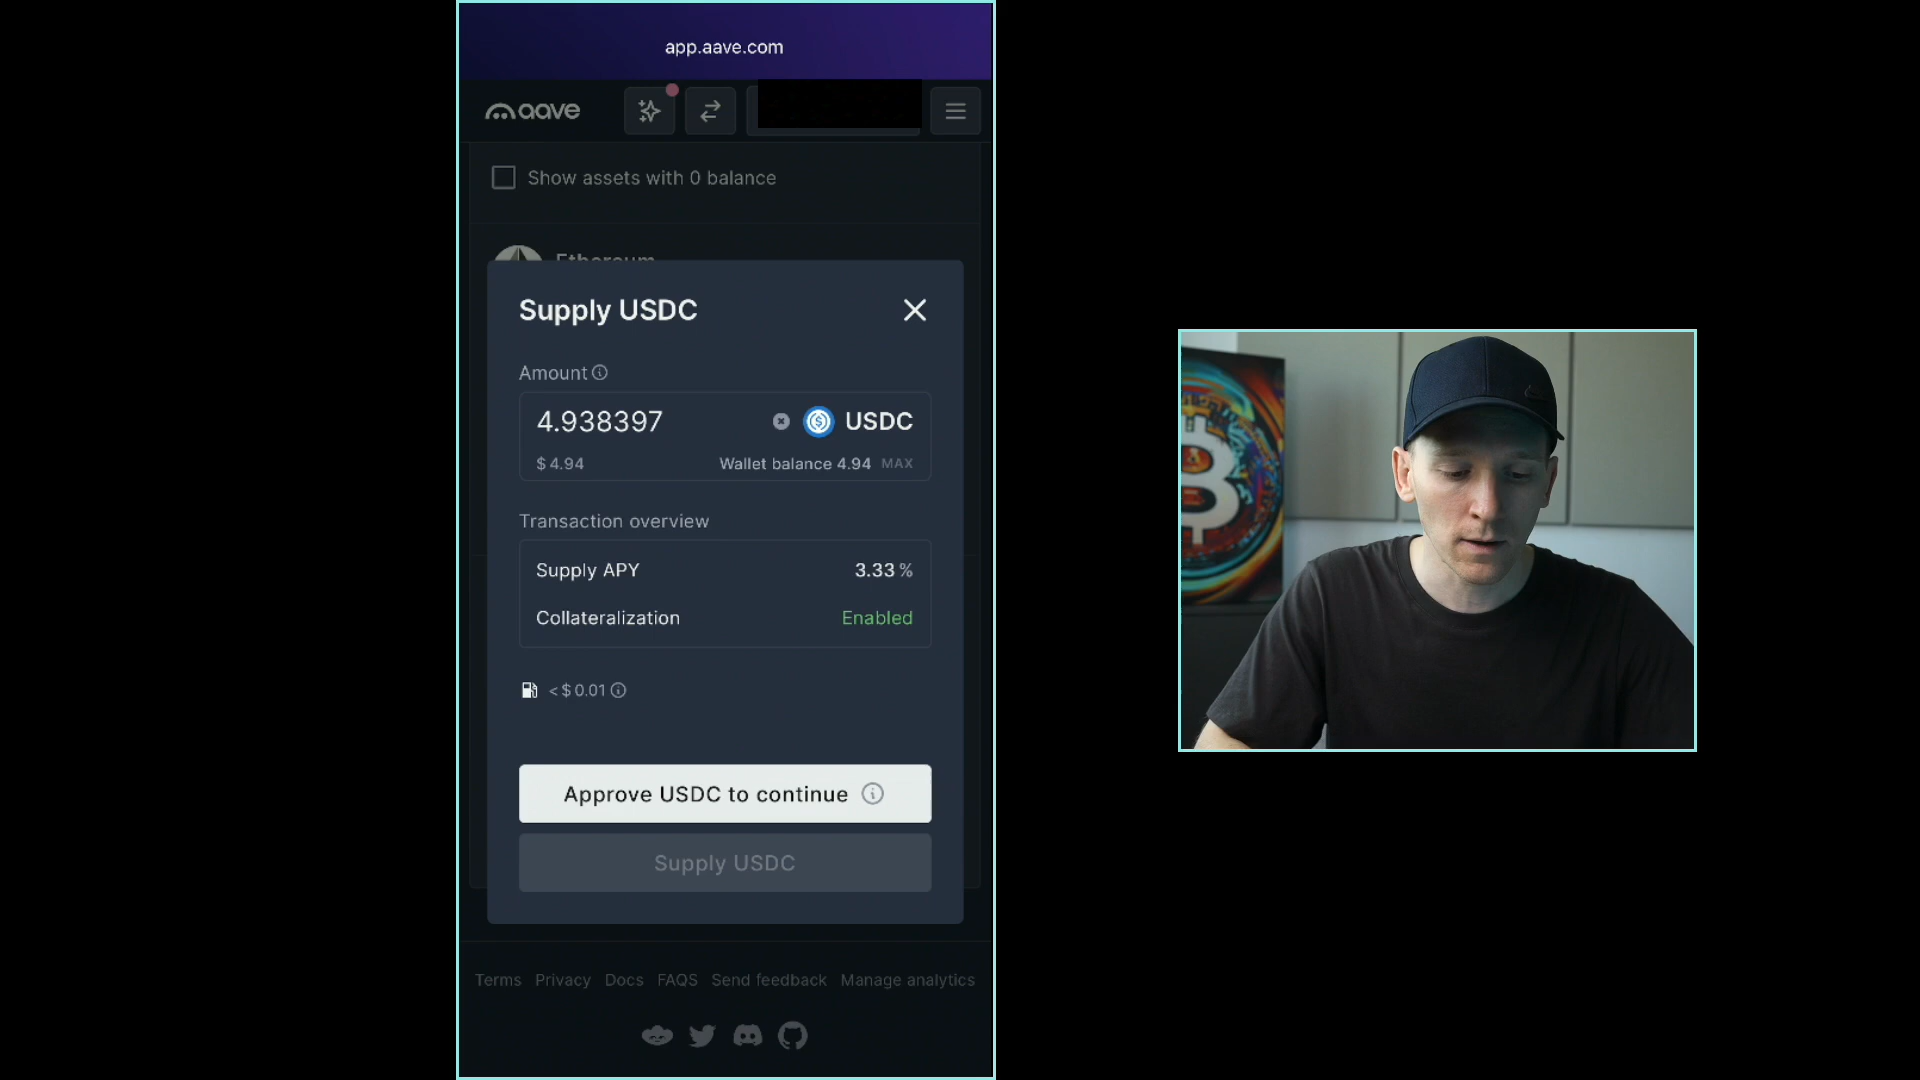 app.aave.com
aave
Show assets with 0 balance
Ethereum
Supply USDC
Amount
4.938397
USDC
$ 4.94
Wallet balance 4.94 MAX
Transaction overview
Supply APY 3.33 %
Collateralization Enabled
< $ 0.01
Approve USDC to continue
Supply USDC
Terms Privacy Docs FAQS Send feedback Manage analytics